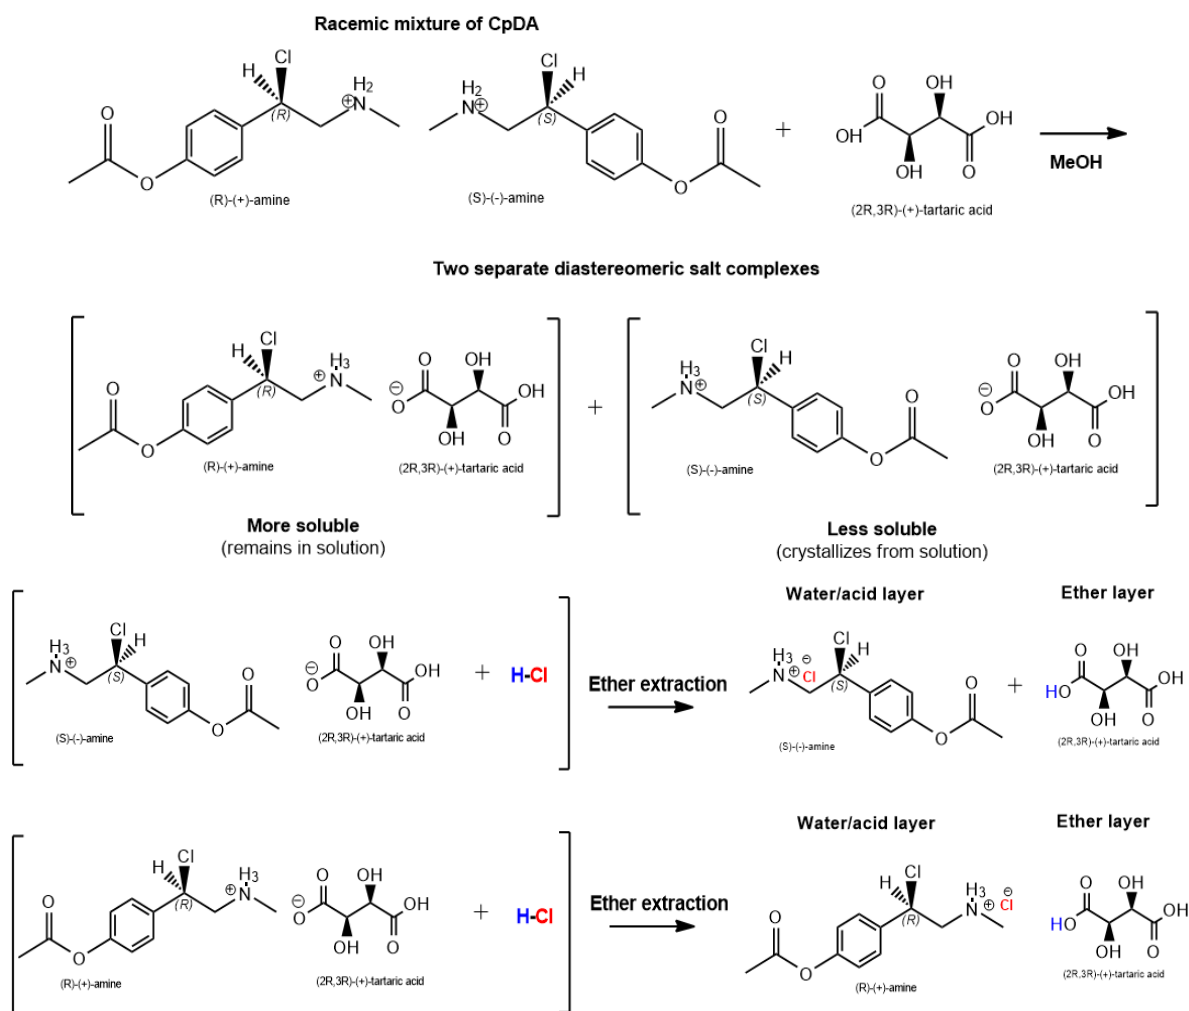 Racemic mixture of CpDA
Cl
H
(R)
H2
N
⊕
O
O
(R)-(+)-amine
H2
N
⊕
Cl
H
(S)
O
O
(S)-(-)-amine
+
O
OH
OH
OH
OH
O
(2R,3R)-(+)-tartaric acid
MeOH
Two separate diastereomeric salt complexes
Cl
H
(R)
H3
⊕
N
O
O
(R)-(+)-amine
O
⊖
O
OH
OH
OH
O
(2R,3R)-(+)-tartaric acid
+
H3
N
⊕
Cl
H
(S)
O
O
(S)-(-)-amine
O
⊖
O
OH
OH
OH
O
(2R,3R)-(+)-tartaric acid
More soluble
(remains in solution)
Less soluble
(crystallizes from solution)
H3
N
⊕
Cl
H
(S)
O
O
(S)-(-)-amine
O
⊖
O
OH
OH
OH
O
(2R,3R)-(+)-tartaric acid
+
H-Cl
Ether extraction
Water/acid layer
Ether layer
H3
N
⊕
⊖
Cl
Cl
H
(S)
O
O
(S)-(-)-amine
+
O
HO
OH
OH
OH
O
(2R,3R)-(+)-tartaric acid
Cl
H
(R)
H3
⊕
N
O
O
(R)-(+)-amine
O
⊖
O
OH
OH
OH
O
(2R,3R)-(+)-tartaric acid
+
H-Cl
Ether extraction
Water/acid layer
Ether layer
Cl
H
(R)
H3
N
⊕
⊖
Cl
O
O
(R)-(+)-amine
O
HO
OH
OH
OH
O
(2R,3R)-(+)-tartaric acid